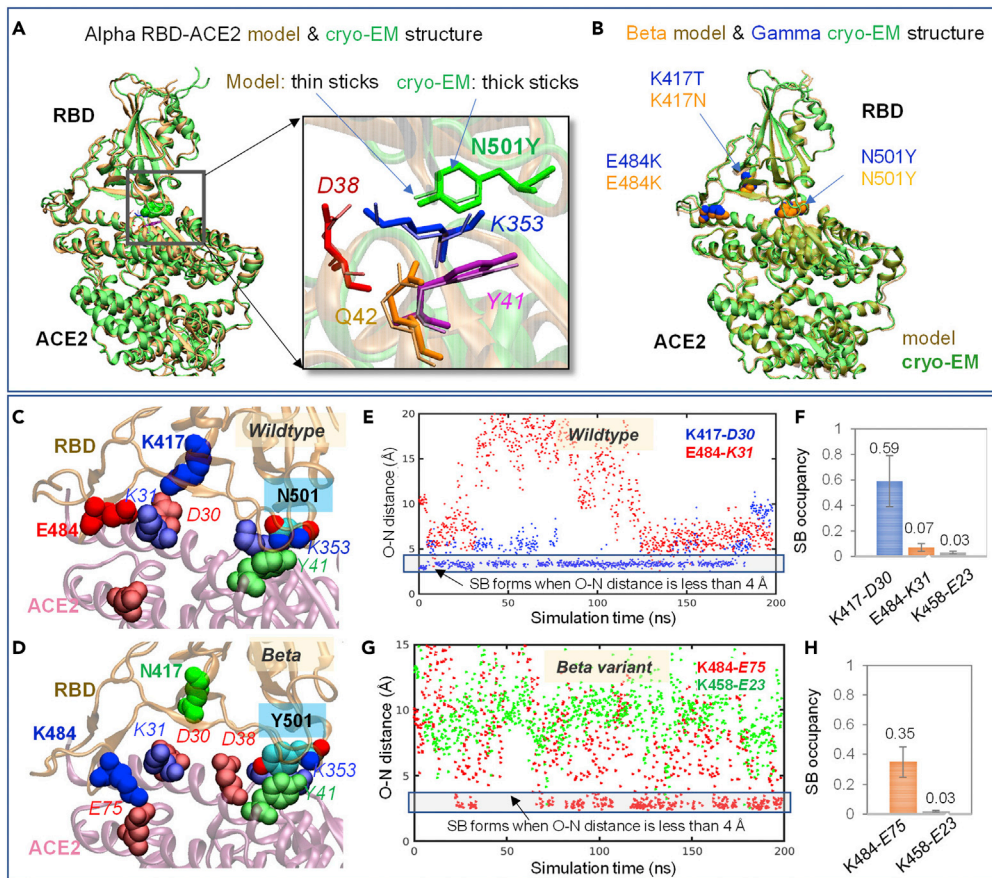 A
Alpha RBD-ACE2 model & cryo-EM structure
RBD
ACE2
Model: thin sticks
cryo-EM: thick sticks
N501Y
D38
K353
Q42
Y41
B
Beta model & Gamma cryo-EM structure
K417T
K417N
RBD
E484K
E484K
N501Y
N501Y
ACE2
model
cryo-EM
C
RBD
K417
Wildtype
K31
D30
N501
E484
K353
Y41
ACE2
D
N417
Beta
RBD
K484
K31
D30
D38
Y501
K353
Y41
E75
ACE2
E
20
15
10
5
0
O-N distance (Å)
Wildtype
K417-D30
E484-K31
SB forms when O-N distance is less than 4 Å
0 50 100 150 200
Simulation time (ns)
F
SB occupancy
1
0.8
0.6
0.4
0.2
0
0.59
0.07
0.03
K417-D30
E484-K31
K458-E23
G
15
10
5
0
O-N distance (Å)
Beta variant
K484-E75
K458-E23
SB forms when O-N distance is less than 4 Å
0 50 100 150 200
Simulation time (ns)
H
SB occupancy
1
0.8
0.6
0.4
0.2
0
0.35
0.03
K484-E75
K458-E23